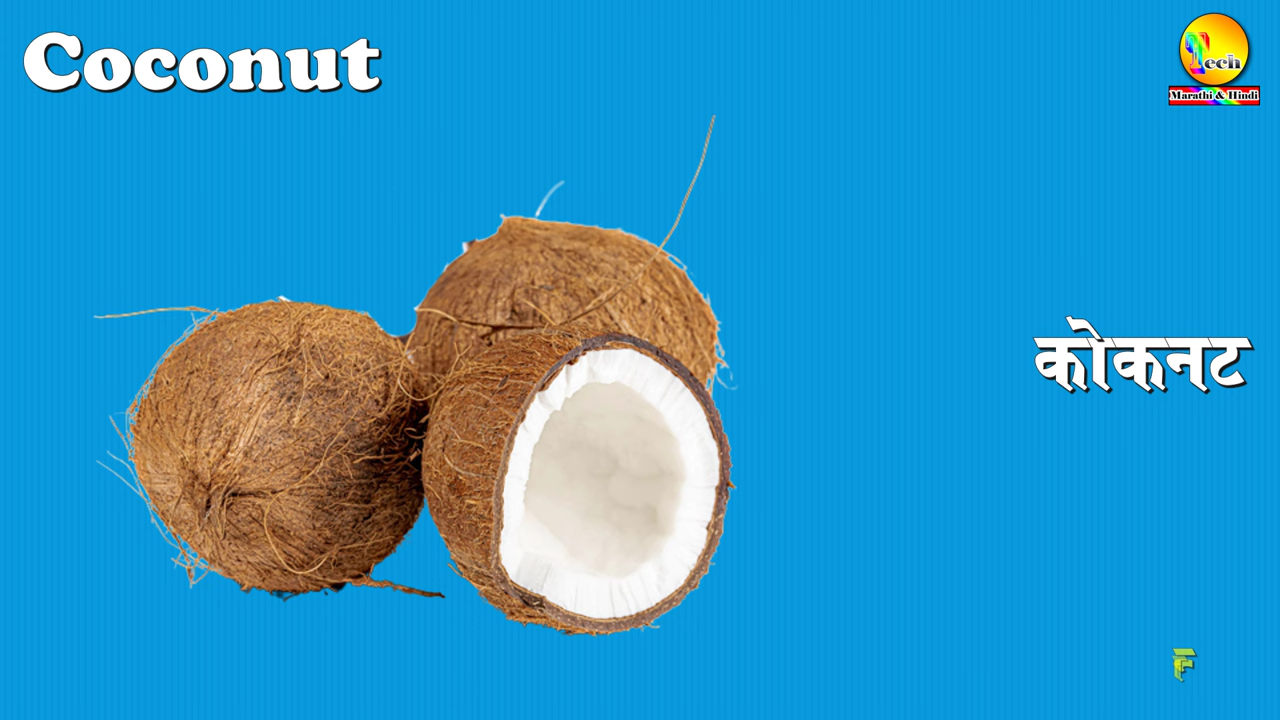 Coconut
Tech
Marathi & Hindi
कोकनट
F